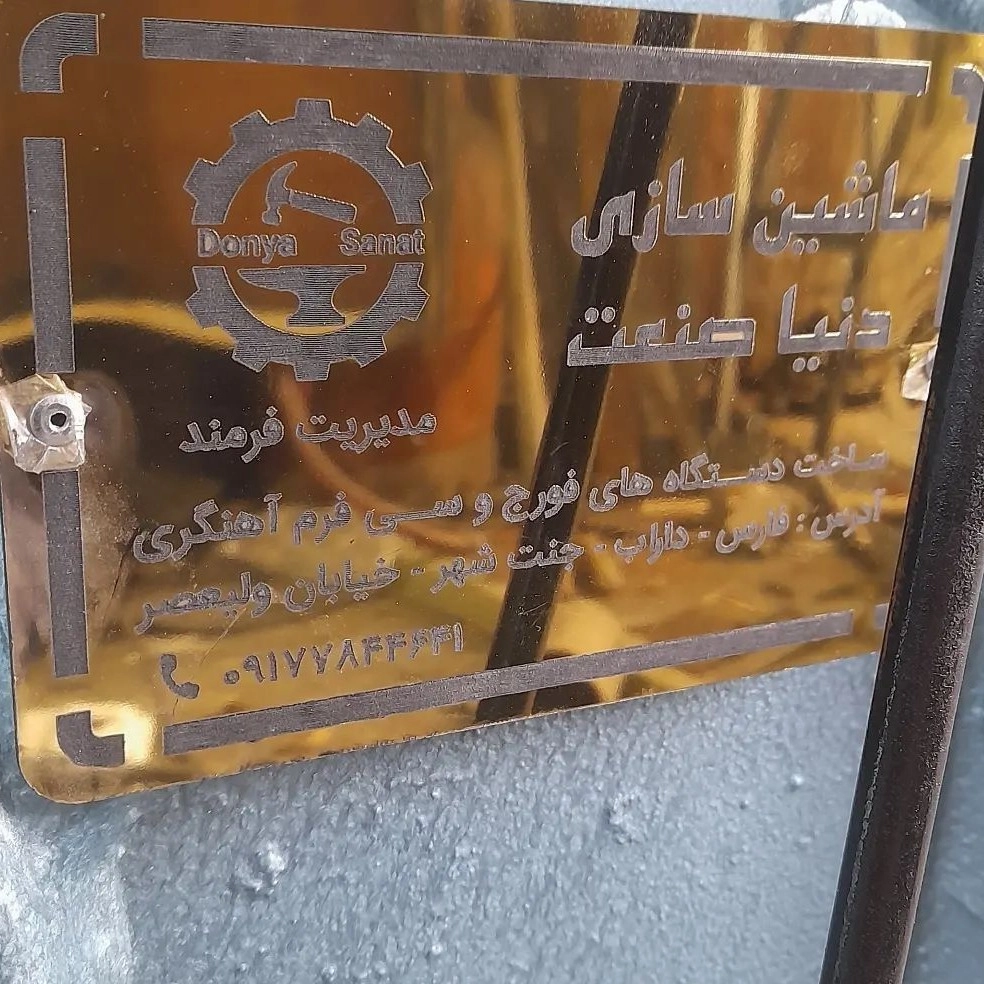 ماشین سازی
دنیا صنعت
Donya Sanat
مدیریت فرمند
ساخت دستگاه های فورج و سی فرم آهنگری
آدرس : فارس - داراب - جنت شهر - خیابان ولیعصر
۰۹۱۷۷۸۴۴۶۴۱